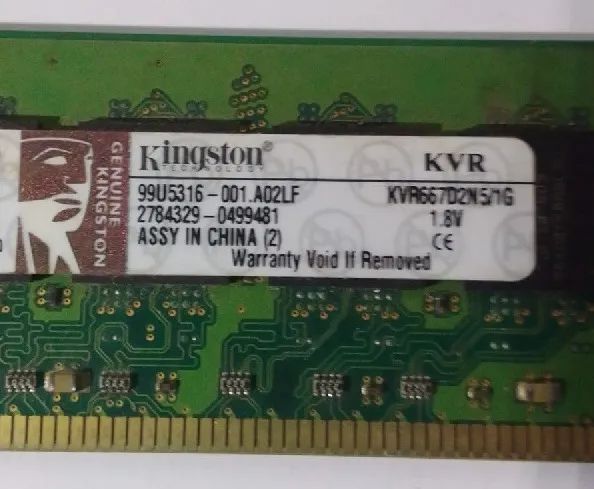 GENUINE
KINGSTON
Kingston®
TECHNOLOGY
KVR
99U5316-001.A02LF
KVR667D2N5/1G
2784329-0499481
1.8V
ASSY IN CHINA (2)
CE
Warranty Void If Removed